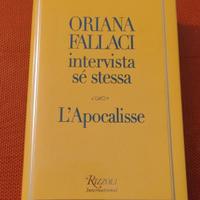 ORIANA
FALLACI
intervista
sé stessa
L'Apocalisse
RIZZOLI
International